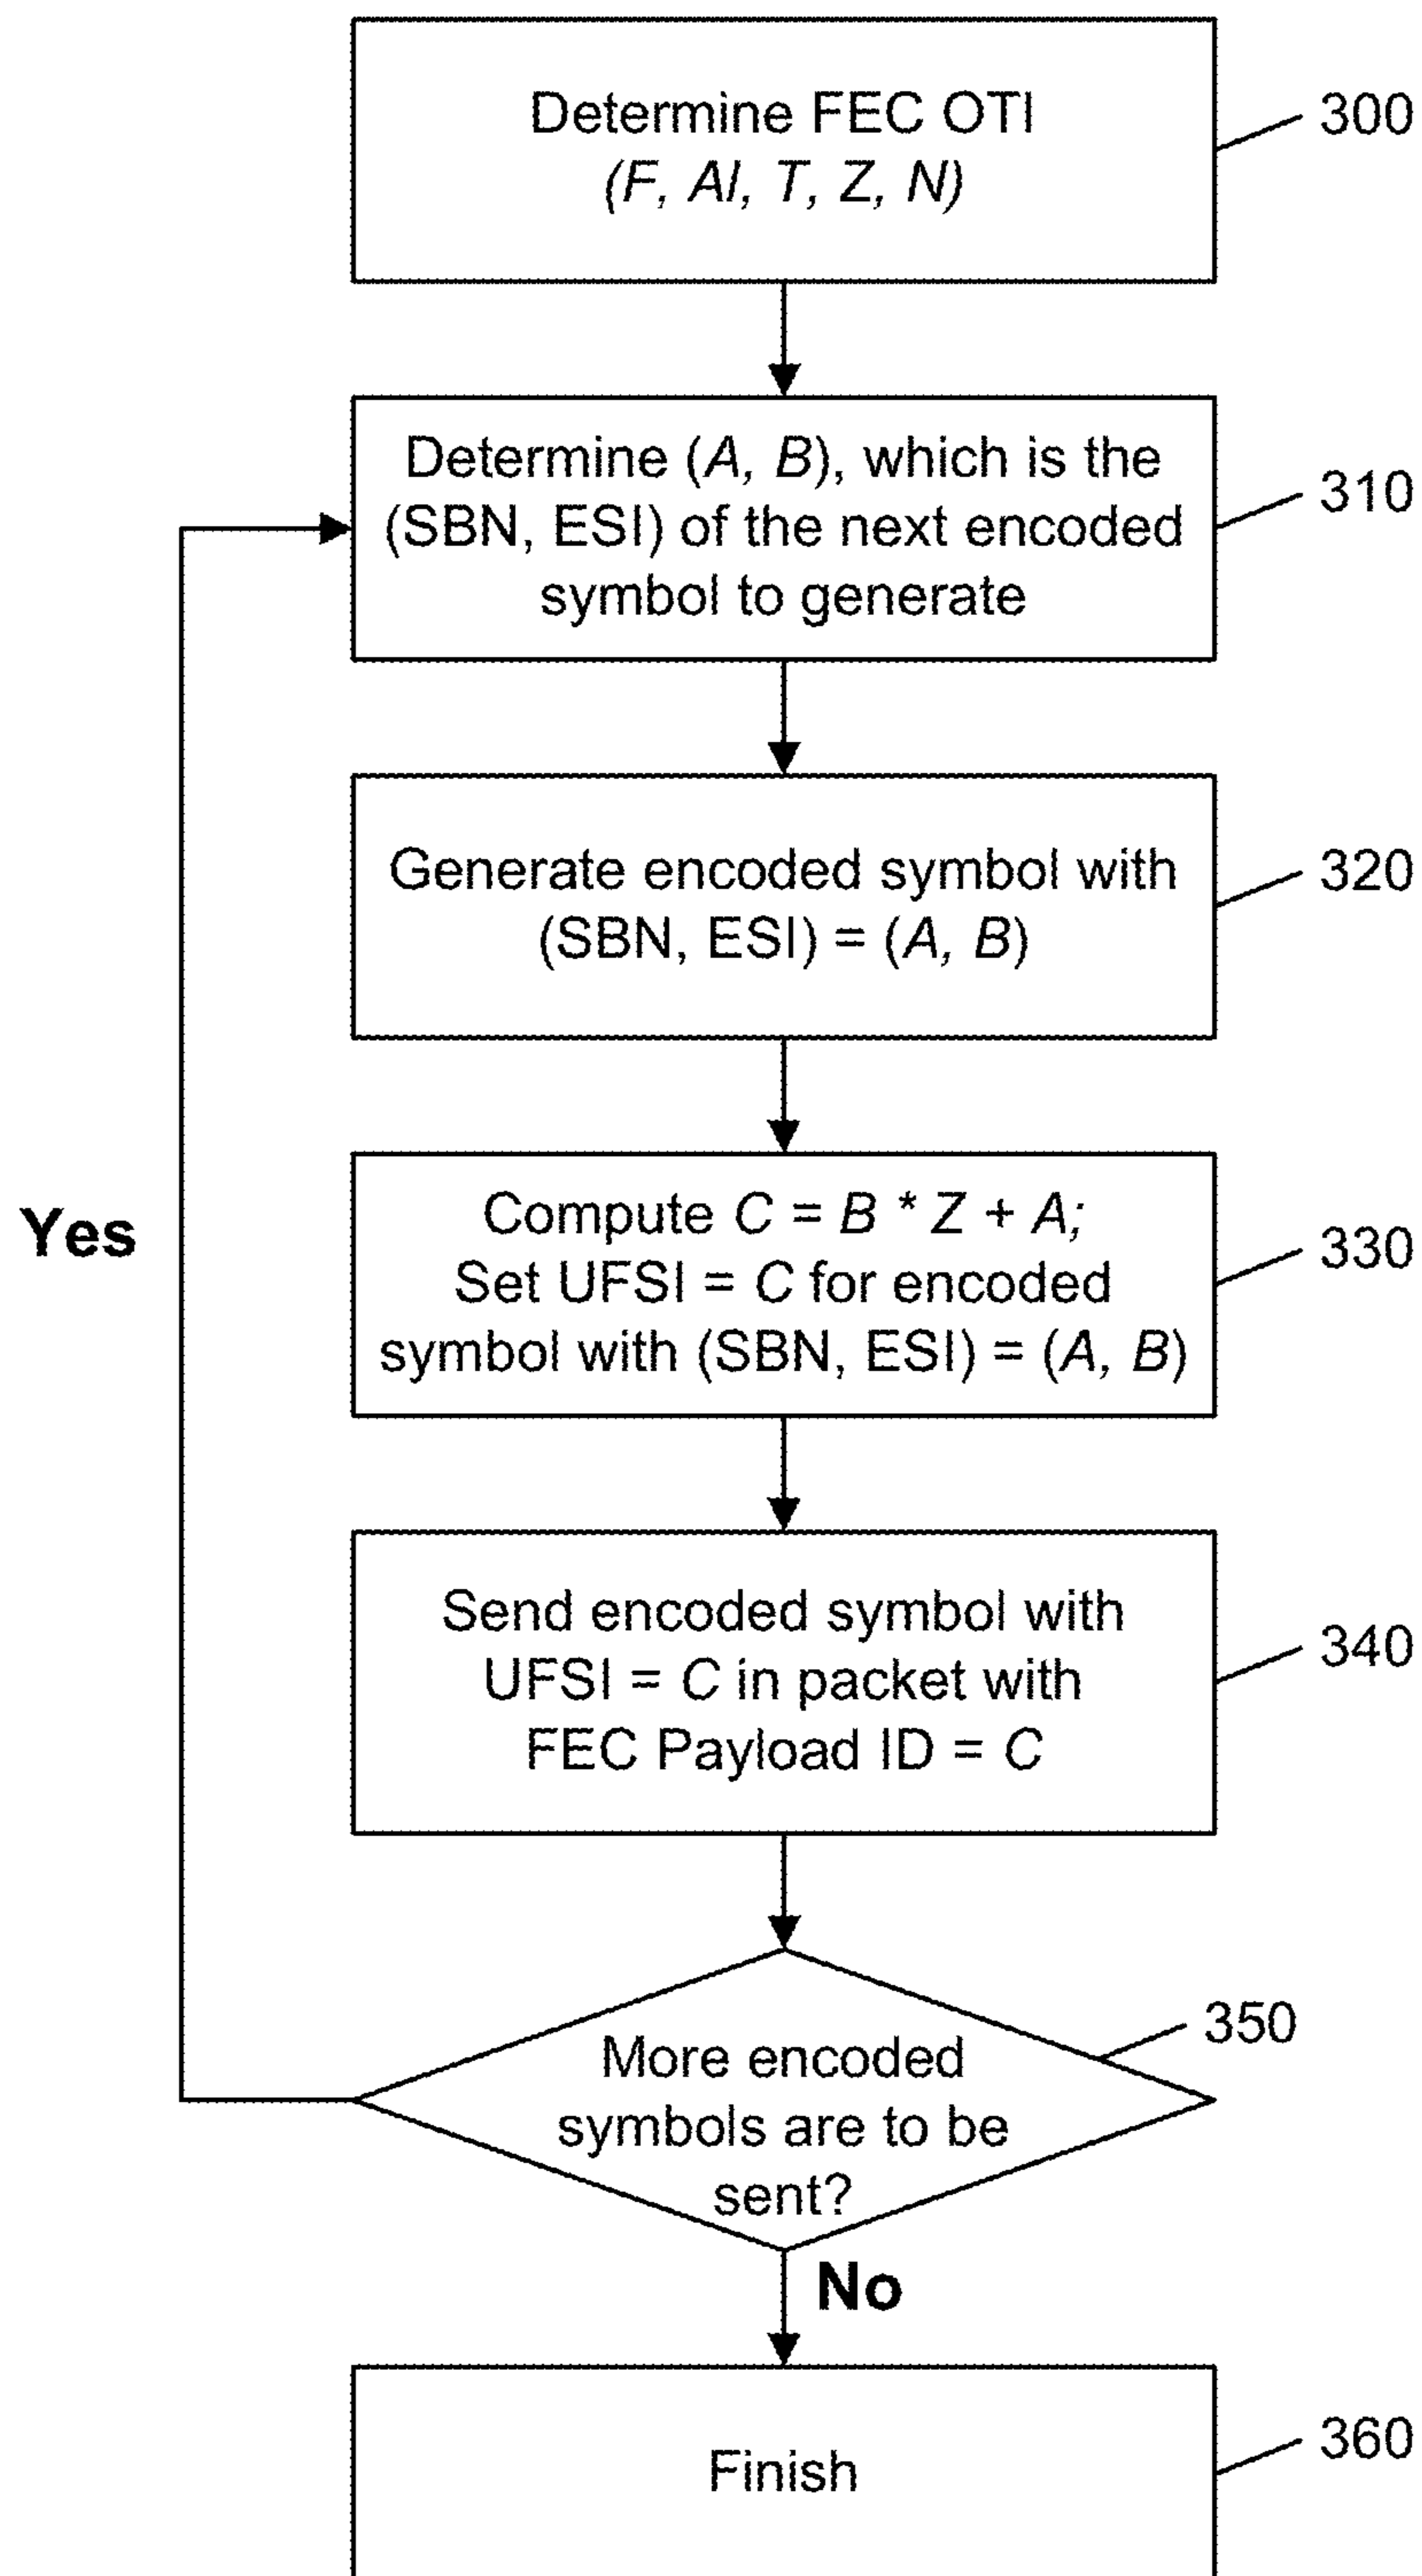 Determine FEC OTI
(F, AI, T, Z, N)
300
Determine (A, B), which is the
(SBN, ESI) of the next encoded
symbol to generate
310
Generate encoded symbol with
(SBN, ESI) = (A, B)
320
Compute C = B * Z + A;
Set UFSI = C for encoded
symbol with (SBN, ESI) = (A, B)
330
Yes
Send encoded symbol with
UFSI = C in packet with
FEC Payload ID = C
340
More encoded
symbols are to be
sent?
350
No
Finish
360